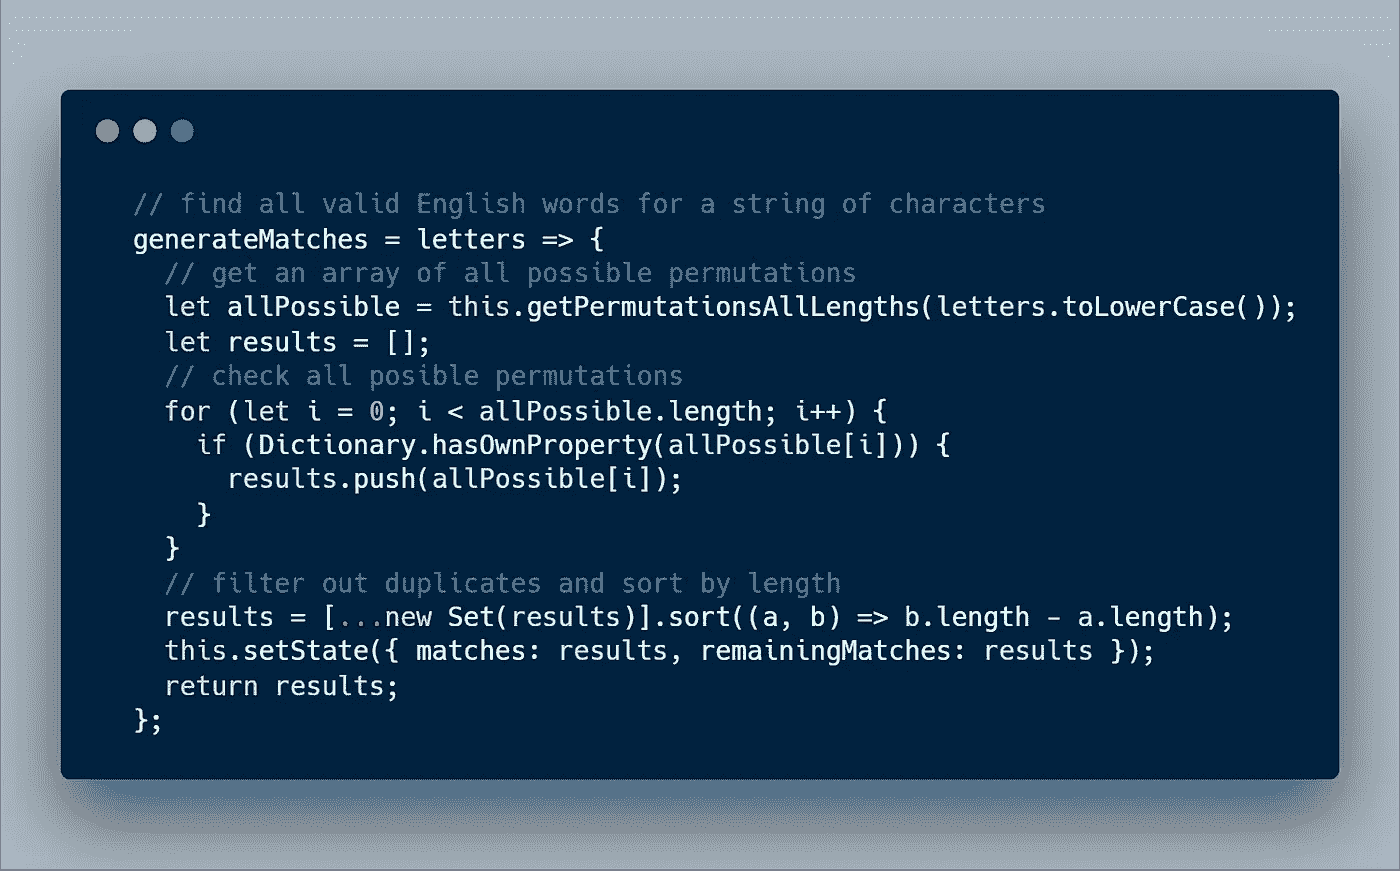 // find all valid English words for a string of characters
generateMatches = letters => {
  // get an array of all possible permutations
  let allPossible = this.getPermutationsAllLengths(letters.toLowerCase());
  let results = [];
  // check all posible permutations
  for (let i = 0; i < allPossible.length; i++) {
    if (Dictionary.hasOwnProperty(allPossible[i])) {
      results.push(allPossible[i]);
    }
  }
  // filter out duplicates and sort by length
  results = [...new Set(results)].sort((a, b) => b.length - a.length);
  this.setState({ matches: results, remainingMatches: results });
  return results;
};